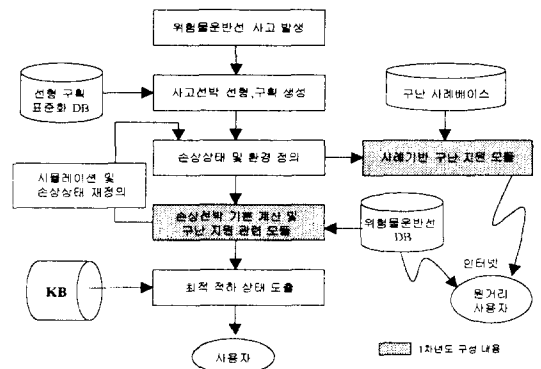 위험물운반선 사고 발생
선형 구획
표준화 DB
사고선박 선형,구획 생성
구난 사례베이스
손상상태 및 환경 정의
사례기반 구난 지원 모듈
시뮬레이션 및
손상상태 재정의
손상선박 기본 계산 및
구난 지원 관련 모듈
위험물운반선
DB
인터넷
KB
최적 적하 상태 도출
원거리
사용자
사용자
1차년도 구성 내용